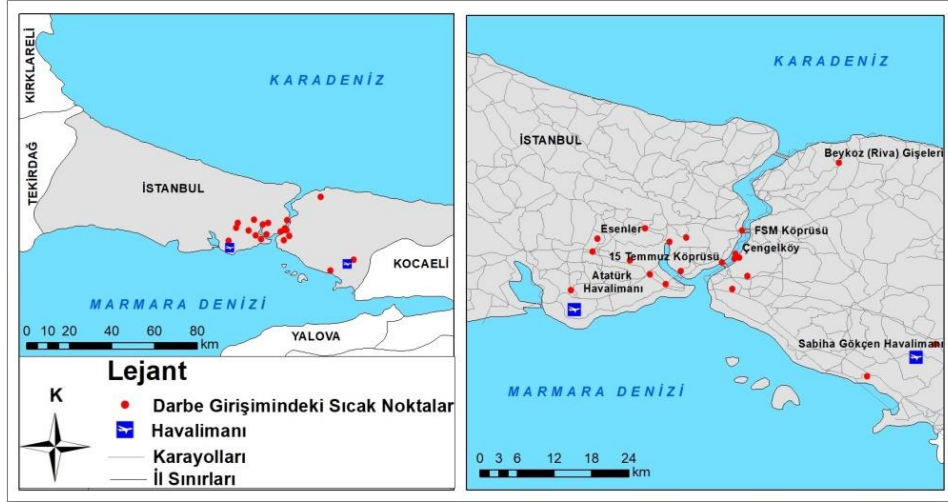 KIRKLARELİ
TEKİRDAĞ
KARADENİZ
İSTANBUL
KOCAELİ
MARMARA DENİZİ
YALOVA
0 10 20 40 60 80
km
Lejant
K
Darbe Girişimindeki Sıcak Noktalar
Havalimanı
Karayolları
İl Sınırları
KARADENİZ
İSTANBUL
Beykoz (Riva) Gişeleri
Esenler
FSM Köprüsü
Çengelköy
15 Temmuz Köprüsü
Atatürk
Havalimanı
Sabiha Gökçen Havalimanı
MARMARA DENİZİ
0 3 6 12 18 24
km